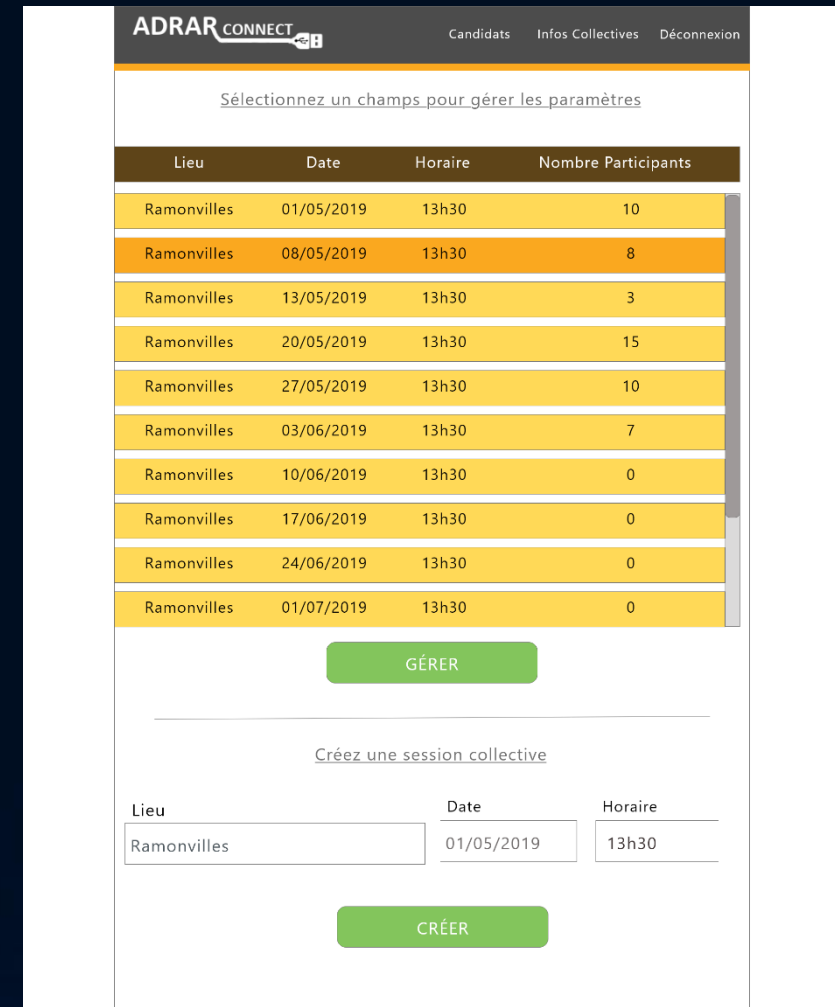 ADRAR CONNECT Candidats Infos Collectives Déconnexion
Sélectionnez un champs pour gérer les paramètres
Lieu Date Horaire Nombre Participants
Ramonvilles 01/05/2019 13h30 10
Ramonvilles 08/05/2019 13h30 8
Ramonvilles 13/05/2019 13h30 3
Ramonvilles 20/05/2019 13h30 15
Ramonvilles 27/05/2019 13h30 10
Ramonvilles 03/06/2019 13h30 7
Ramonvilles 10/06/2019 13h30 0
Ramonvilles 17/06/2019 13h30 0
Ramonvilles 24/06/2019 13h30 0
Ramonvilles 01/07/2019 13h30 0
GÉRER
Créez une session collective
Lieu Date Horaire
Ramonvilles 01/05/2019 13h30
CRÉER